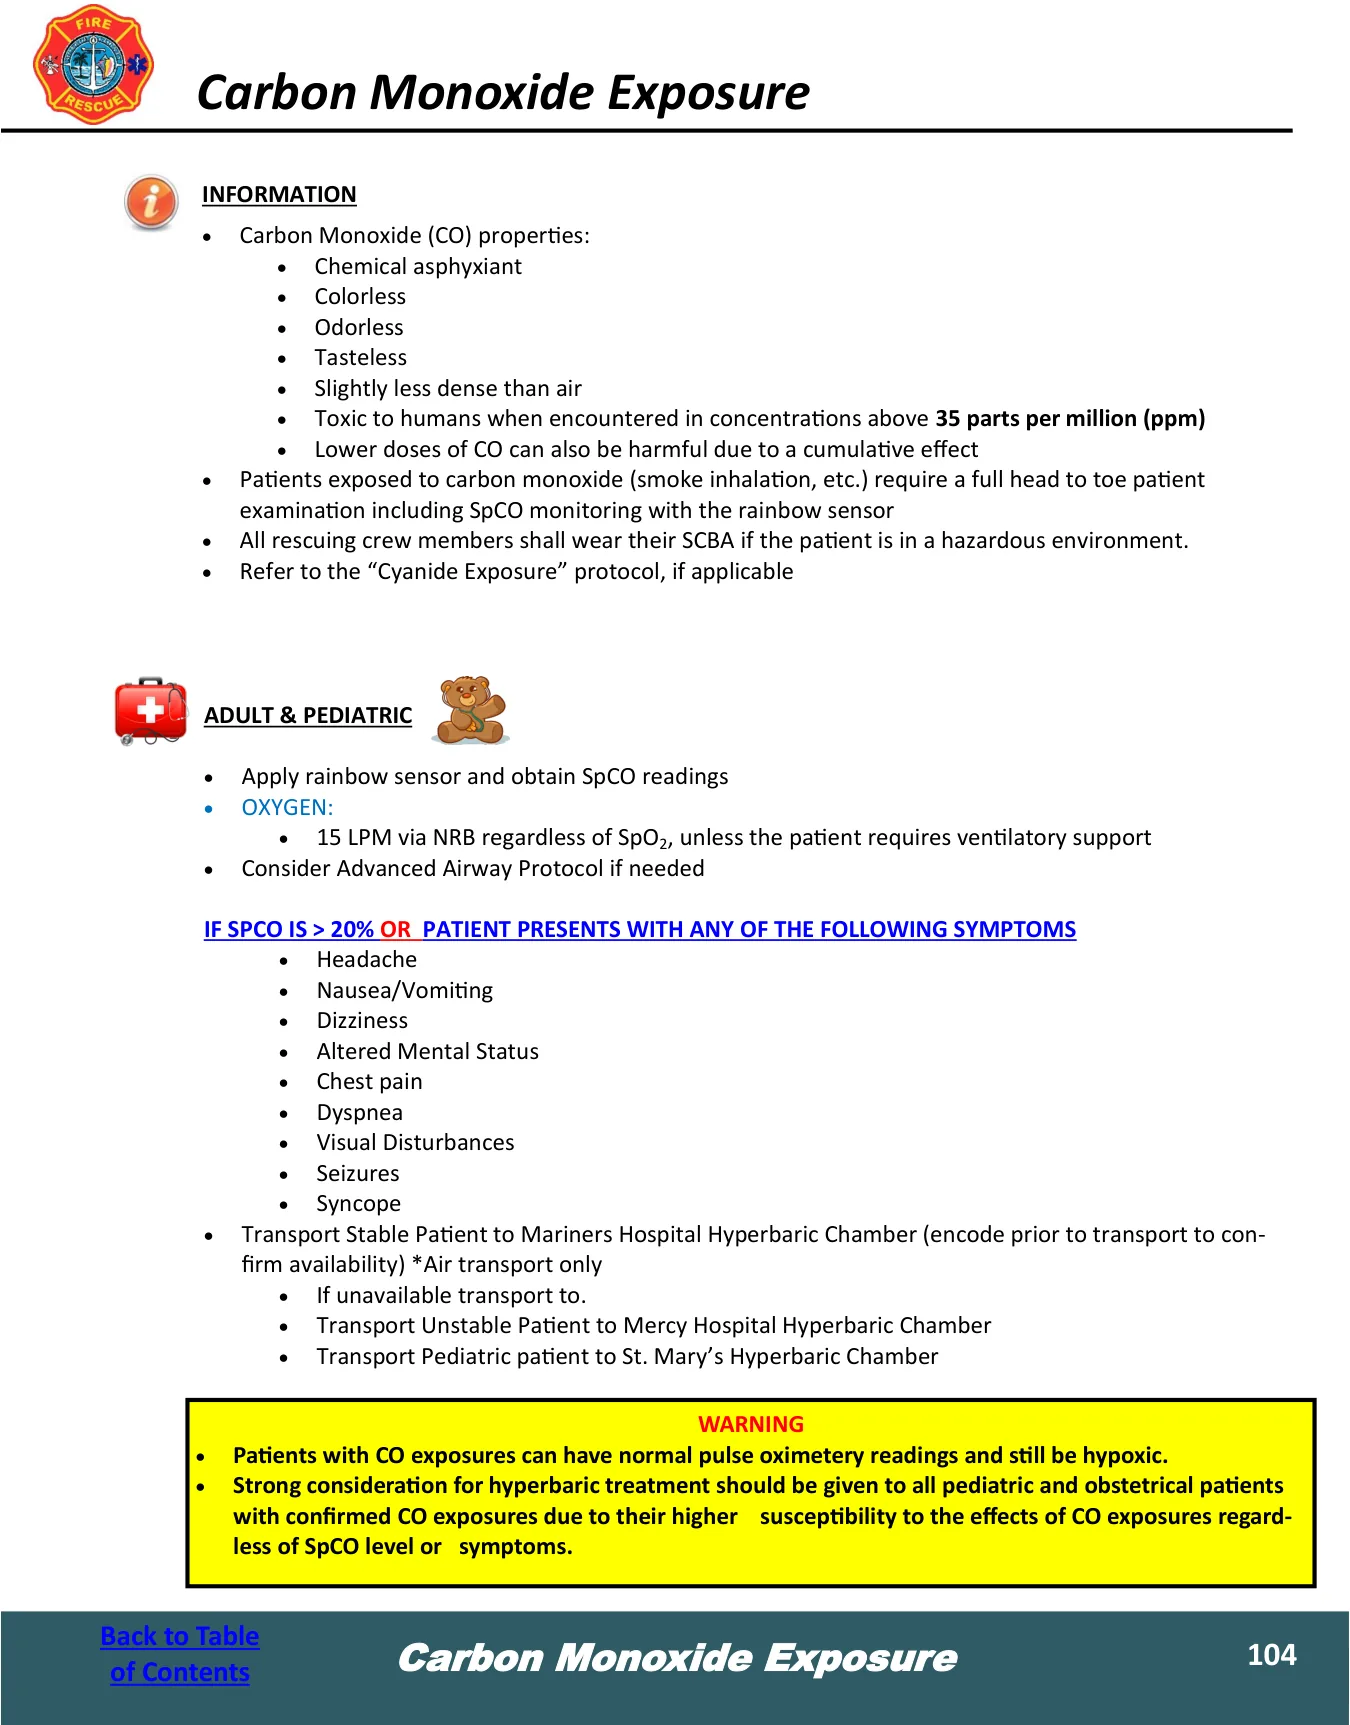 FIRE
RESCUE
Carbon Monoxide Exposure
INFORMATION
• Carbon Monoxide (CO) properties:
• Chemical asphyxiant
• Colorless
• Odorless
• Tasteless
• Slightly less dense than air
• Toxic to humans when encountered in concentrations above 35 parts per million (ppm)
• Lower doses of CO can also be harmful due to a cumulative effect
• Patients exposed to carbon monoxide (smoke inhalation, etc.) require a full head to toe patient
examination including SpCO monitoring with the rainbow sensor
• All rescuing crew members shall wear their SCBA if the patient is in a hazardous environment.
• Refer to the “Cyanide Exposure” protocol, if applicable
ADULT & PEDIATRIC
• Apply rainbow sensor and obtain SpCO readings
• OXYGEN:
• 15 LPM via NRB regardless of SpO₂, unless the patient requires ventilatory support
• Consider Advanced Airway Protocol if needed
IF SPCO IS > 20% OR PATIENT PRESENTS WITH ANY OF THE FOLLOWING SYMPTOMS
• Headache
• Nausea/Vomiting
• Dizziness
• Altered Mental Status
• Chest pain
• Dyspnea
• Visual Disturbances
• Seizures
• Syncope
• Transport Stable Patient to Mariners Hospital Hyperbaric Chamber (encode prior to transport to con-
firm availability) *Air transport only
• If unavailable transport to.
• Transport Unstable Patient to Mercy Hospital Hyperbaric Chamber
• Transport Pediatric patient to St. Mary’s Hyperbaric Chamber
WARNING
• Patients with CO exposures can have normal pulse oximetery readings and still be hypoxic.
• Strong consideration for hyperbaric treatment should be given to all pediatric and obstetrical patients
with confirmed CO exposures due to their higher susceptibility to the effects of CO exposures regard-
less of SpCO level or symptoms.
Back to Table
of Contents
Carbon Monoxide Exposure
104